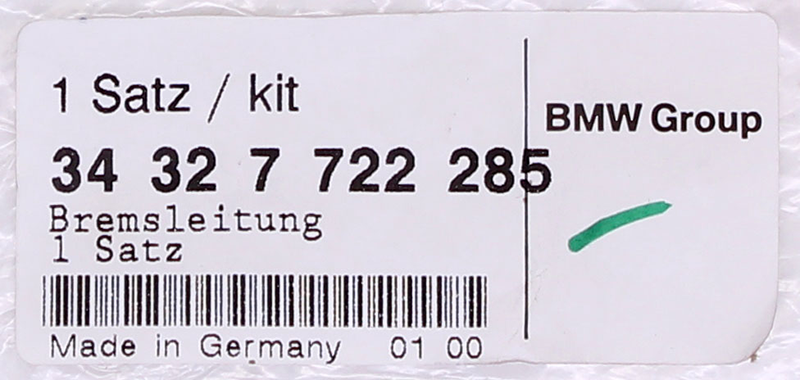 1 Satz / kit
BMW Group
34 32 7 722 285
Bremsleitung
1 Satz
Made in Germany 01 00